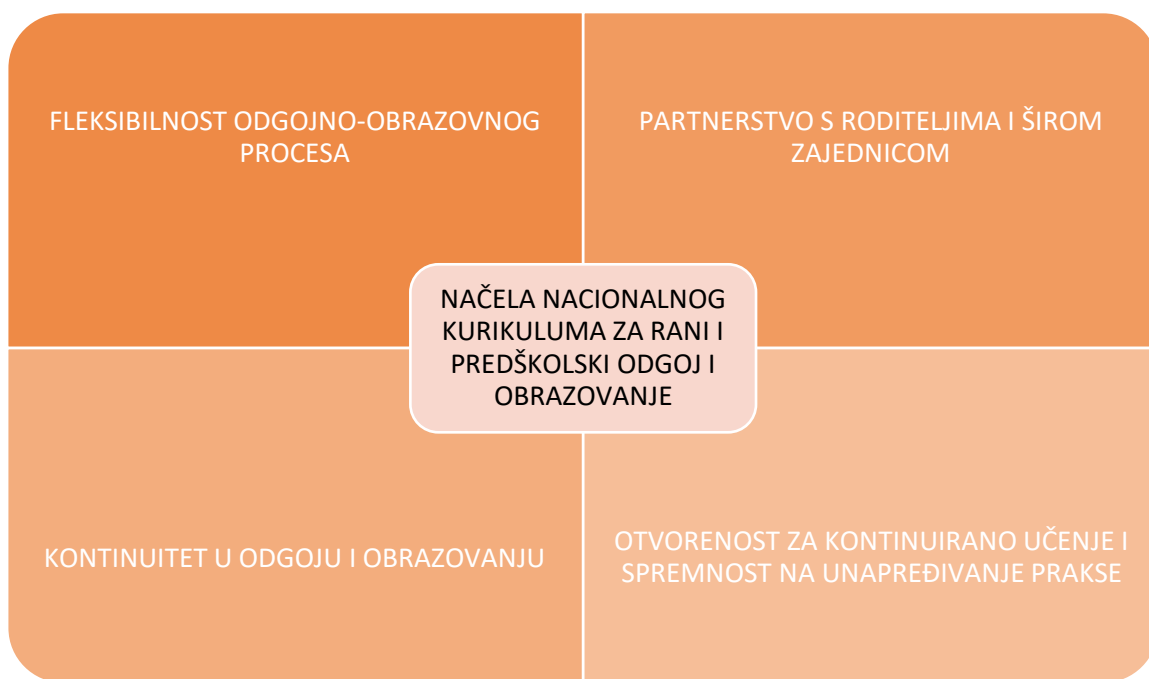 FLEKSIBILNOST ODGOJNO-OBRAZOVNOG
PROCESA
PARTNERSTVO S RODITELJIMA I ŠIROM
ZAJEDNICOM
NAČELA NACIONALNOG
KURIKULUMA ZA RANI I
PREDŠKOLSKI ODGOJ I
OBRAZOVANJE
KONTINUITET U ODGOJU I OBRAZOVANJU
OTVORENOST ZA KONTINUIRANO UČENJE I
SPREMNOST NA UNAPREĐIVANJE PRAKSE